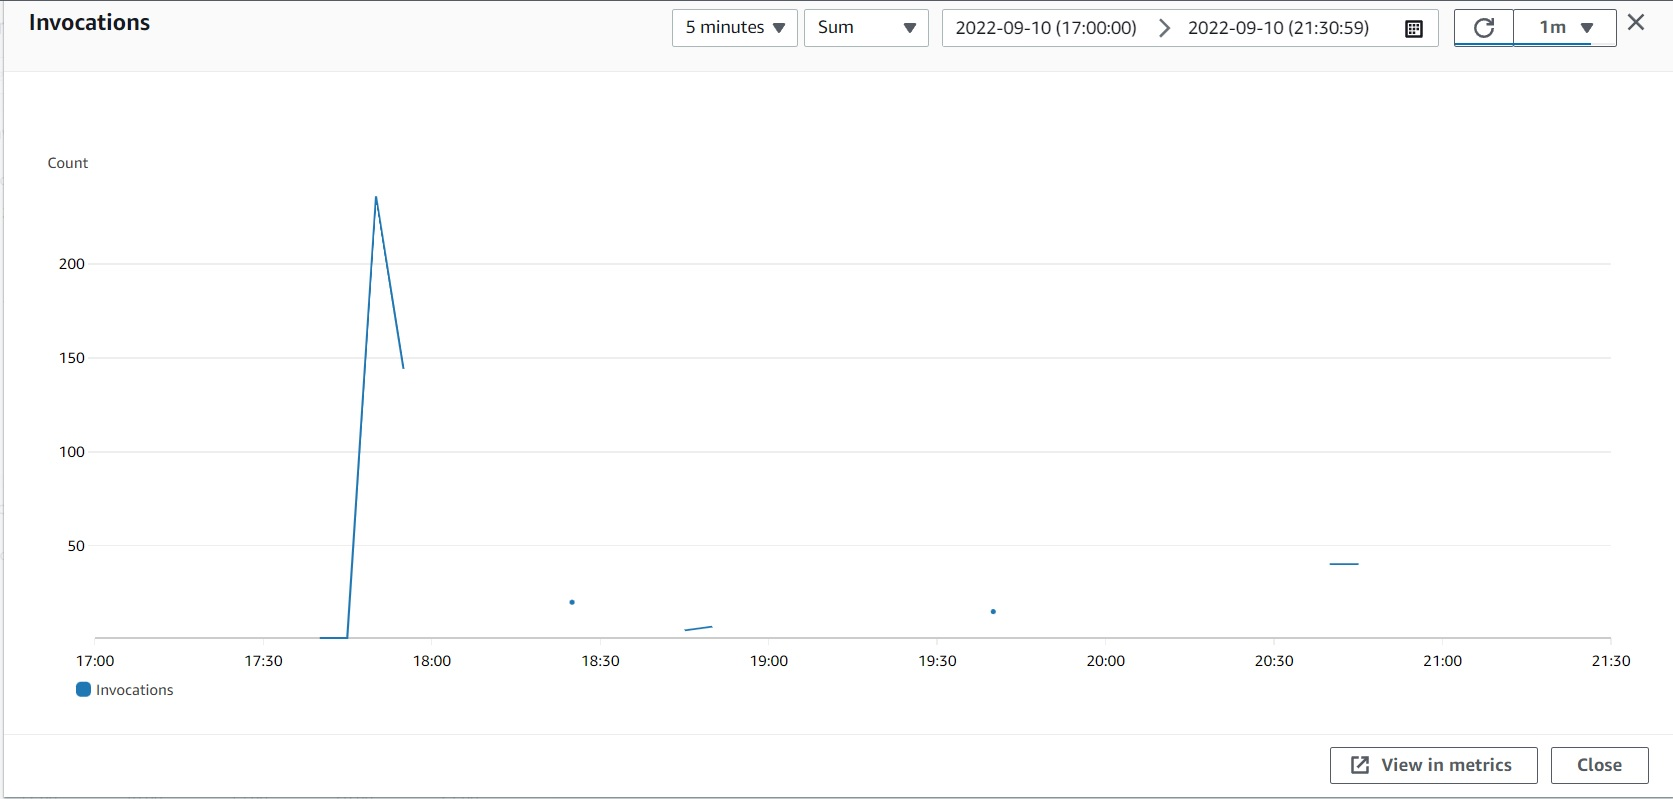 Invocations
5 minutes
Sum
2022-09-10 (17:00:00)
2022-09-10 (21:30:59)
1m
Count
200
150
100
50
17:00
17:30
18:00
18:30
19:00
19:30
20:00
20:30
21:00
21:30
Invocations
View in metrics
Close